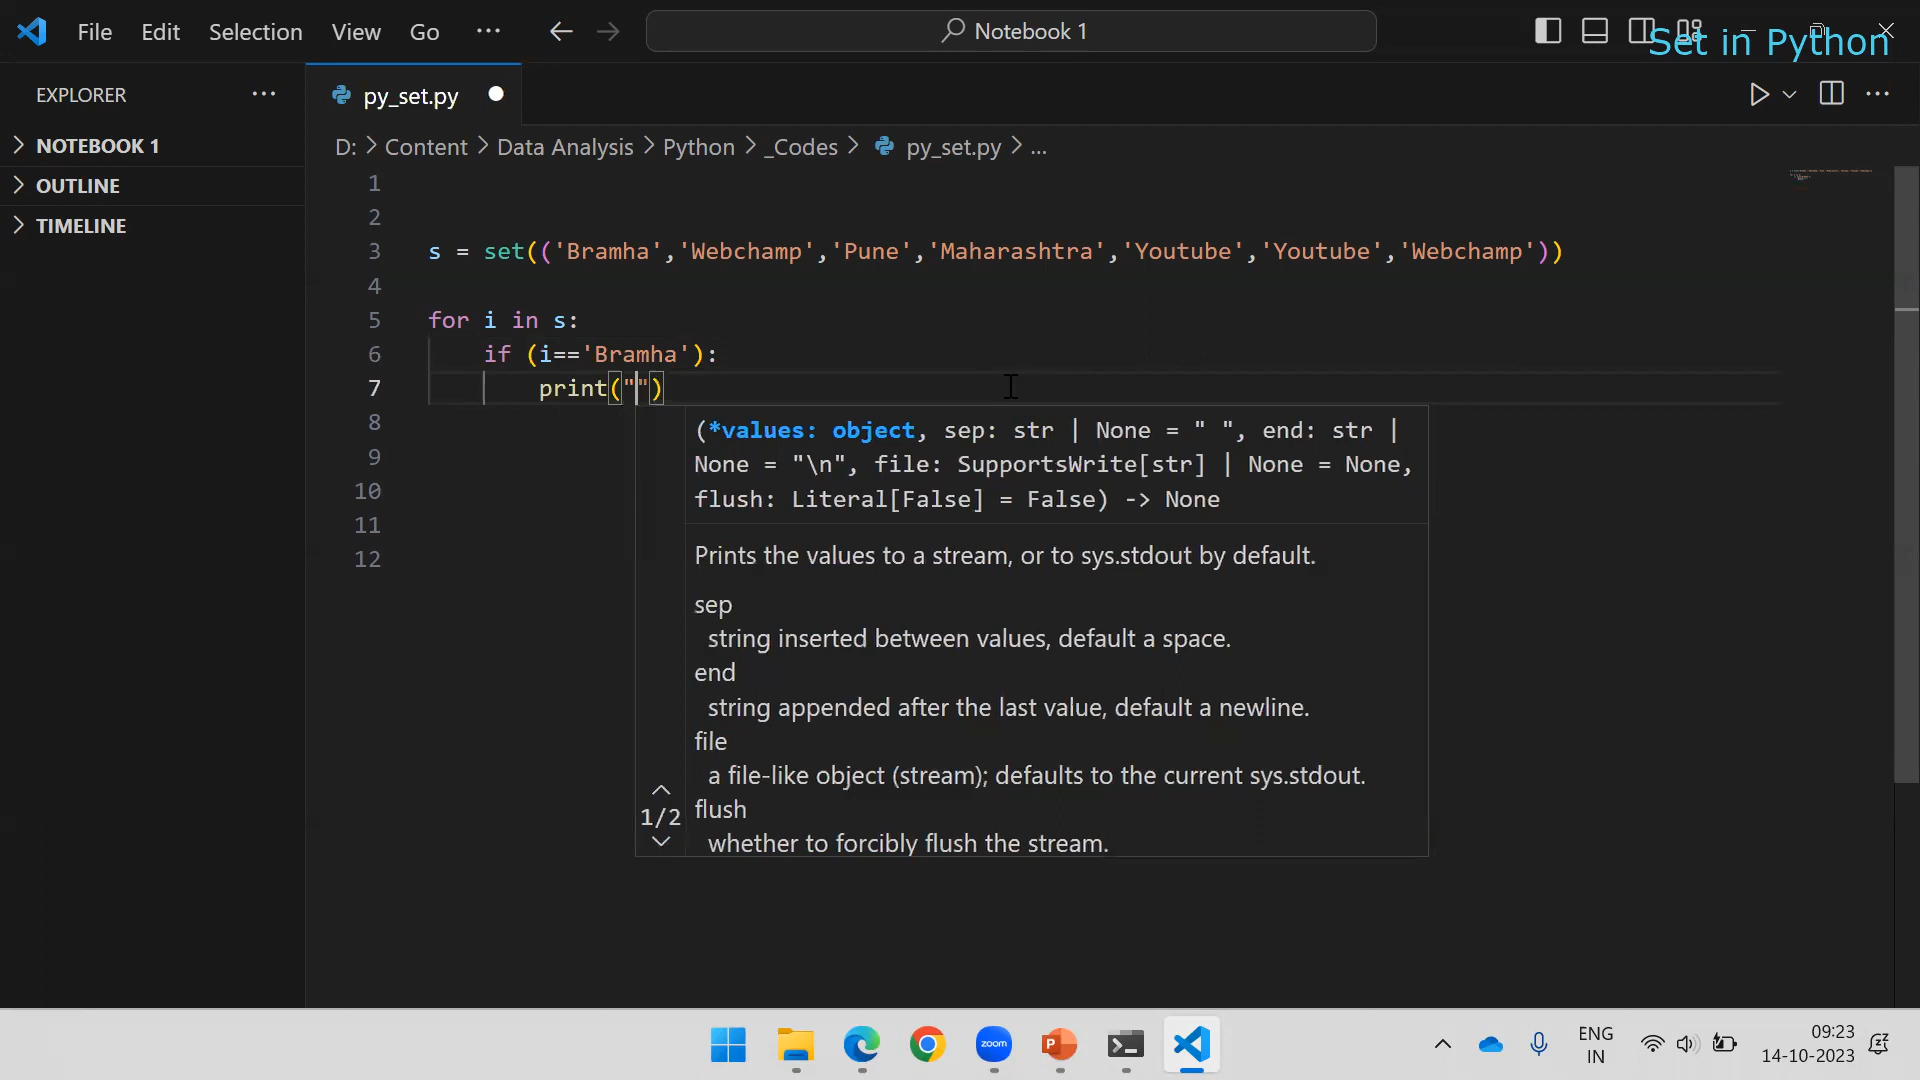 File Edit Selection View Go ... Notebook 1
Set in Python
EXPLORER ...
py_set.py
NOTEBOOK 1
OUTLINE
TIMELINE
D: > Content > Data Analysis > Python > _Codes > py_set.py > ...
1
2
3 s = set(('Bramha','Webchamp','Pune','Maharashtra','Youtube','Youtube','Webchamp'))
4
5 for i in s:
6 if (i=='Bramha'):
7 print("")
8
9
10
11
12
(*values: object, sep: str | None = " ", end: str |
None = "\n", file: SupportsWrite[str] | None = None,
flush: Literal[False] = False) -> None
Prints the values to a stream, or to sys.stdout by default.
sep
string inserted between values, default a space.
end
string appended after the last value, default a newline.
file
a file-like object (stream); defaults to the current sys.stdout.
flush
whether to forcibly flush the stream.
1/2
zoom
ENG
IN
09:23
14-10-2023